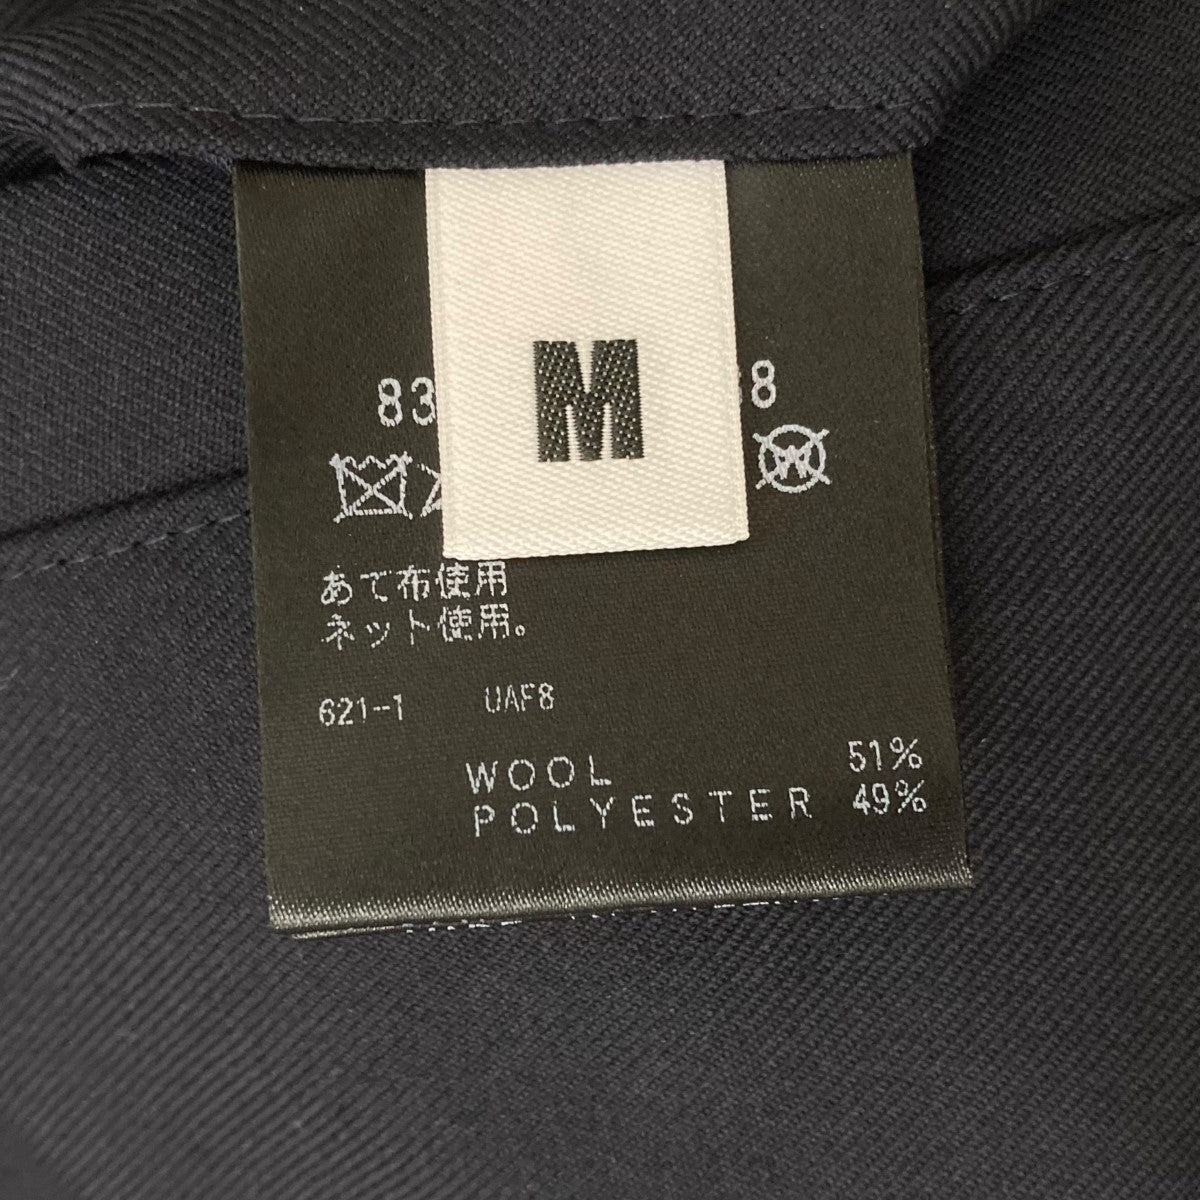 M
83 8
W
あて布使用
ネット使用。
621-1 UAF8
WOOL 51%
POLYESTER 49%